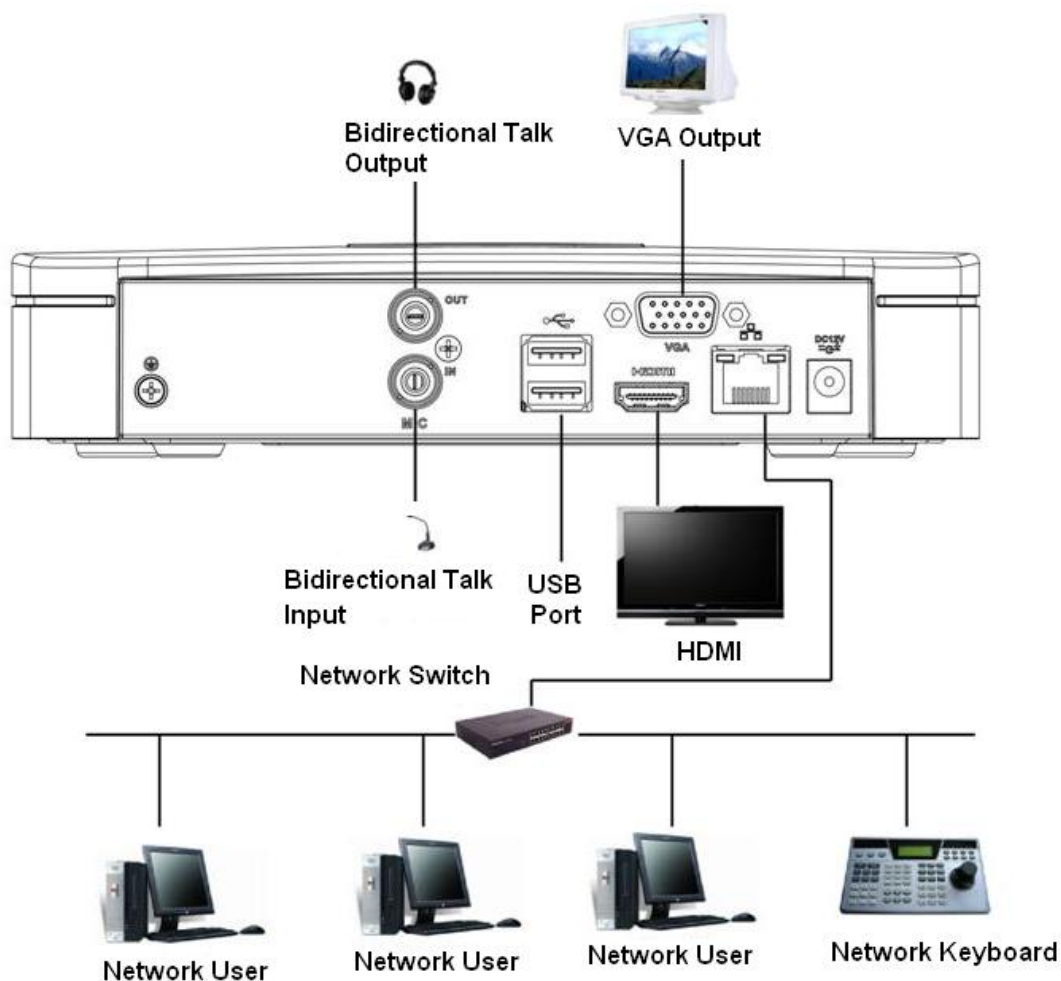 Bidirectional Talk
Output
VGA Output
OUT
VGA
DC12V
IN
HDMI
MIC
Bidirectional Talk
Input
USB
Port
HDMI
Network Switch
Network User
Network User
Network User
Network Keyboard